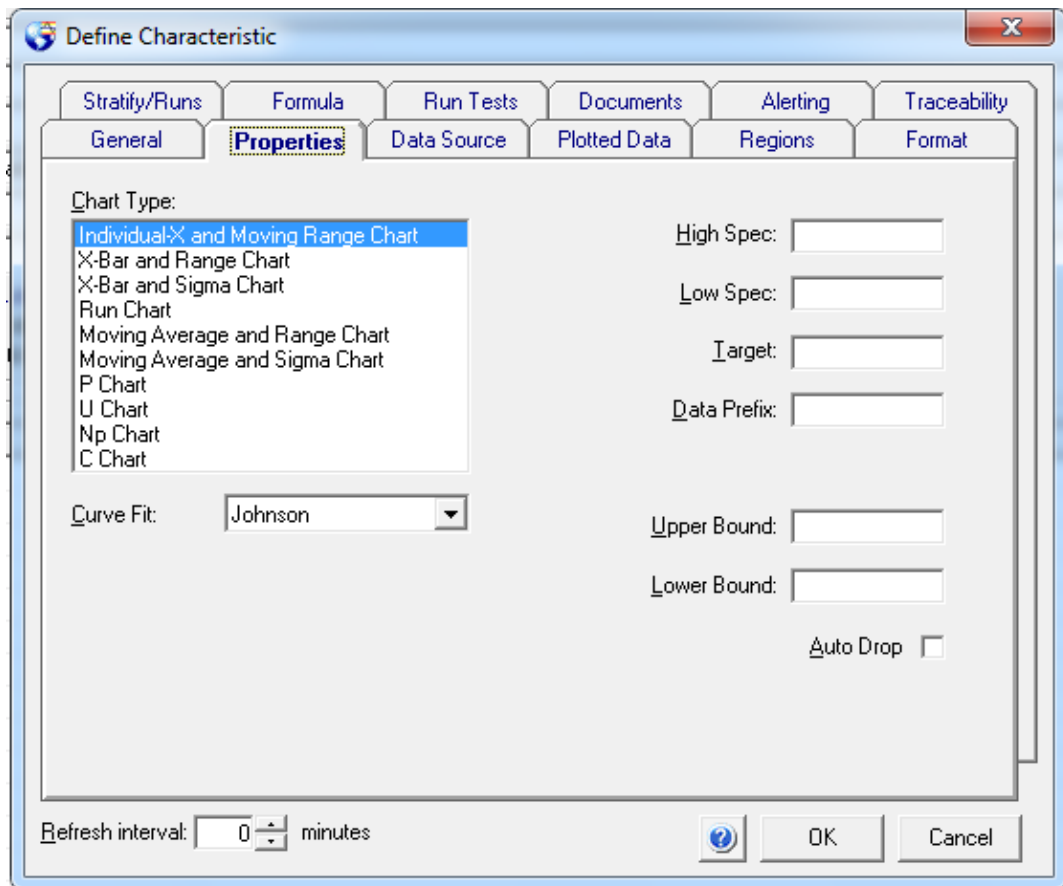 Define Characteristic
Stratify/Runs Formula Run Tests Documents Alerting Traceability
General Properties Data Source Plotted Data Regions Format
Chart Type:
Individual-X and Moving Range Chart
X-Bar and Range Chart
X-Bar and Sigma Chart
Run Chart
Moving Average and Range Chart
Moving Average and Sigma Chart
P Chart
U Chart
Np Chart
C Chart
Curve Fit: Johnson
High Spec:
Low Spec:
Target:
Data Prefix:
Upper Bound:
Lower Bound:
Auto Drop
Refresh interval: 0 minutes
? OK Cancel